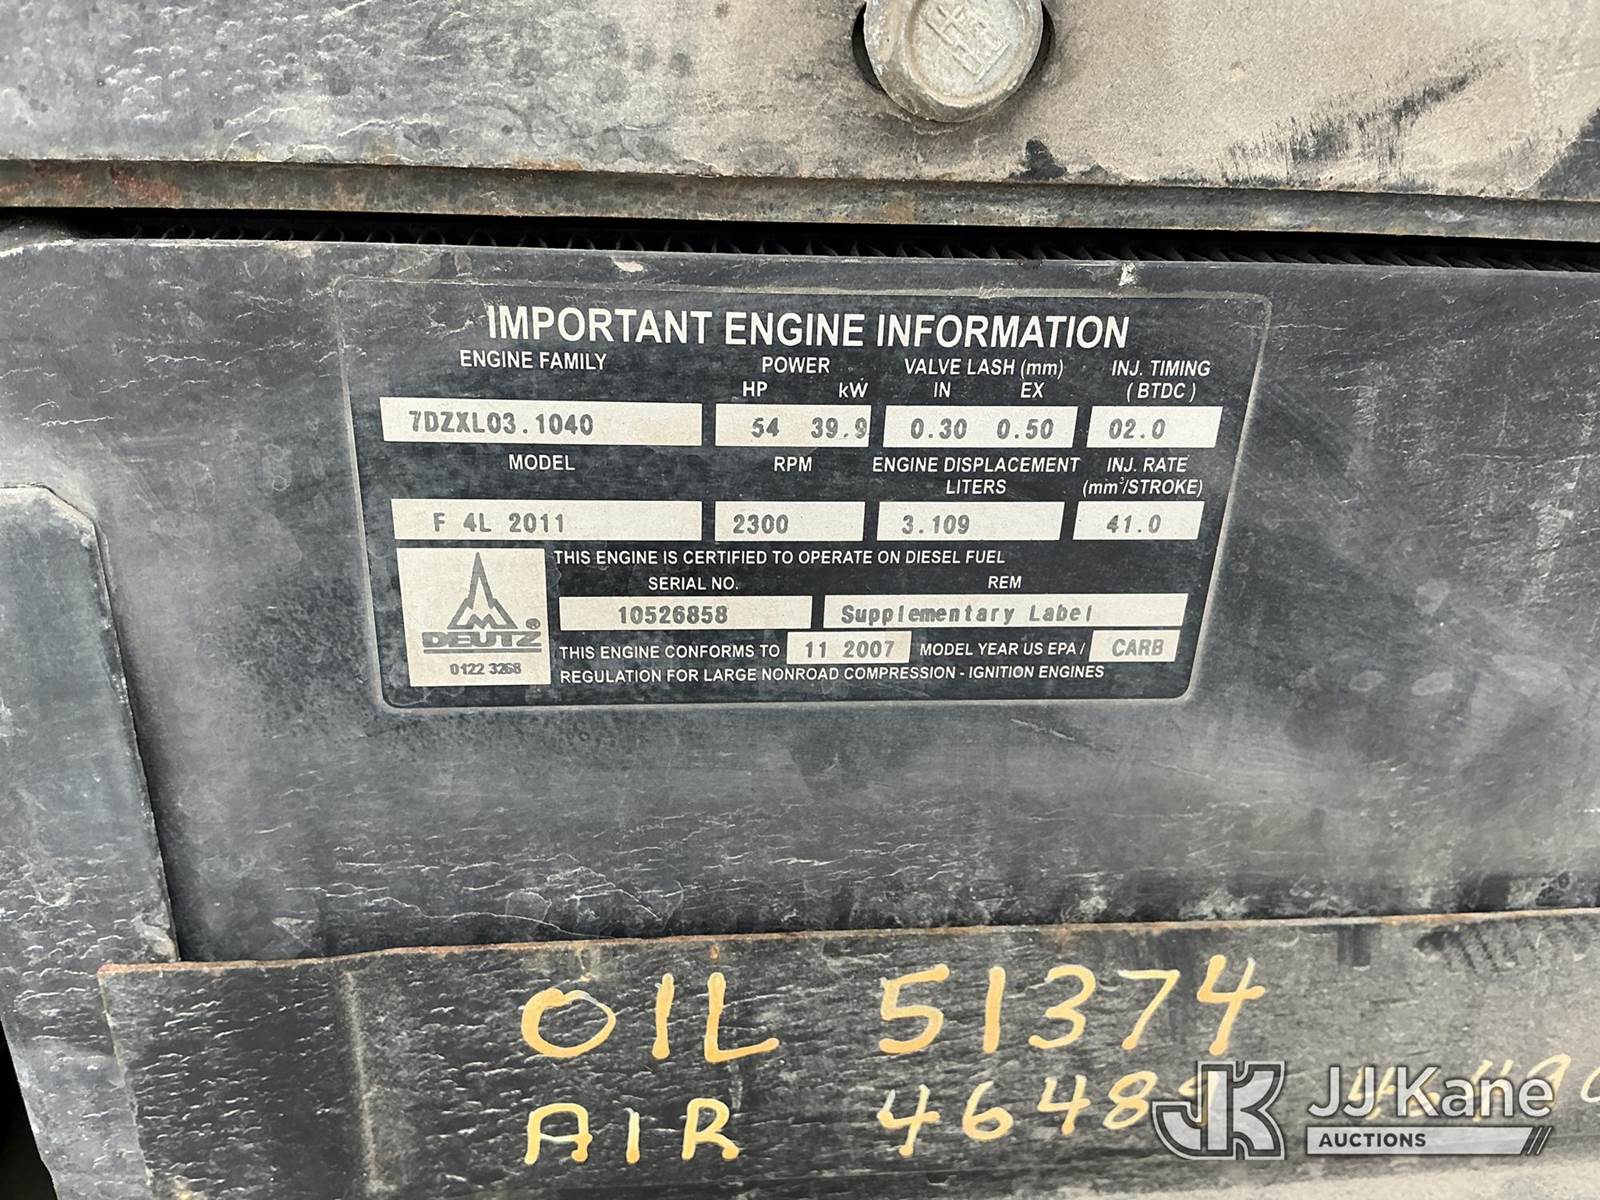 IMPORTANT ENGINE INFORMATION
ENGINE FAMILY POWER VALVE LASH (mm) INJ. TIMING
HP kW IN EX (BTDC)
7DZXL03.1040 54 39.9 0.30 0.50 02.0
MODEL RPM ENGINE DISPLACEMENT INJ. RATE
LITERS (mm³/STROKE)
F 4L 2011 2300 3.109 41.0
THIS ENGINE IS CERTIFIED TO OPERATE ON DIESEL FUEL
SERIAL NO. REM
10526858 Supplementary Label
DEUTZ®
0122 3268
THIS ENGINE CONFORMS TO 11 2007 MODEL YEAR US EPA / CARB
REGULATION FOR LARGE NONROAD COMPRESSION - IGNITION ENGINES
OIL 51374
AIR
JK JJ Kane
AUCTIONS